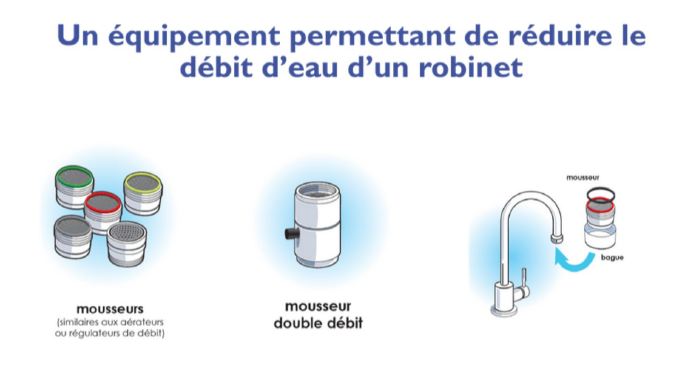 Un équipement permettant de réduire le
débit d’eau d’un robinet
mousseurs
(similaires aux aérateurs
ou régulateurs de débit)
mousseur
double débit
mousseur
bague